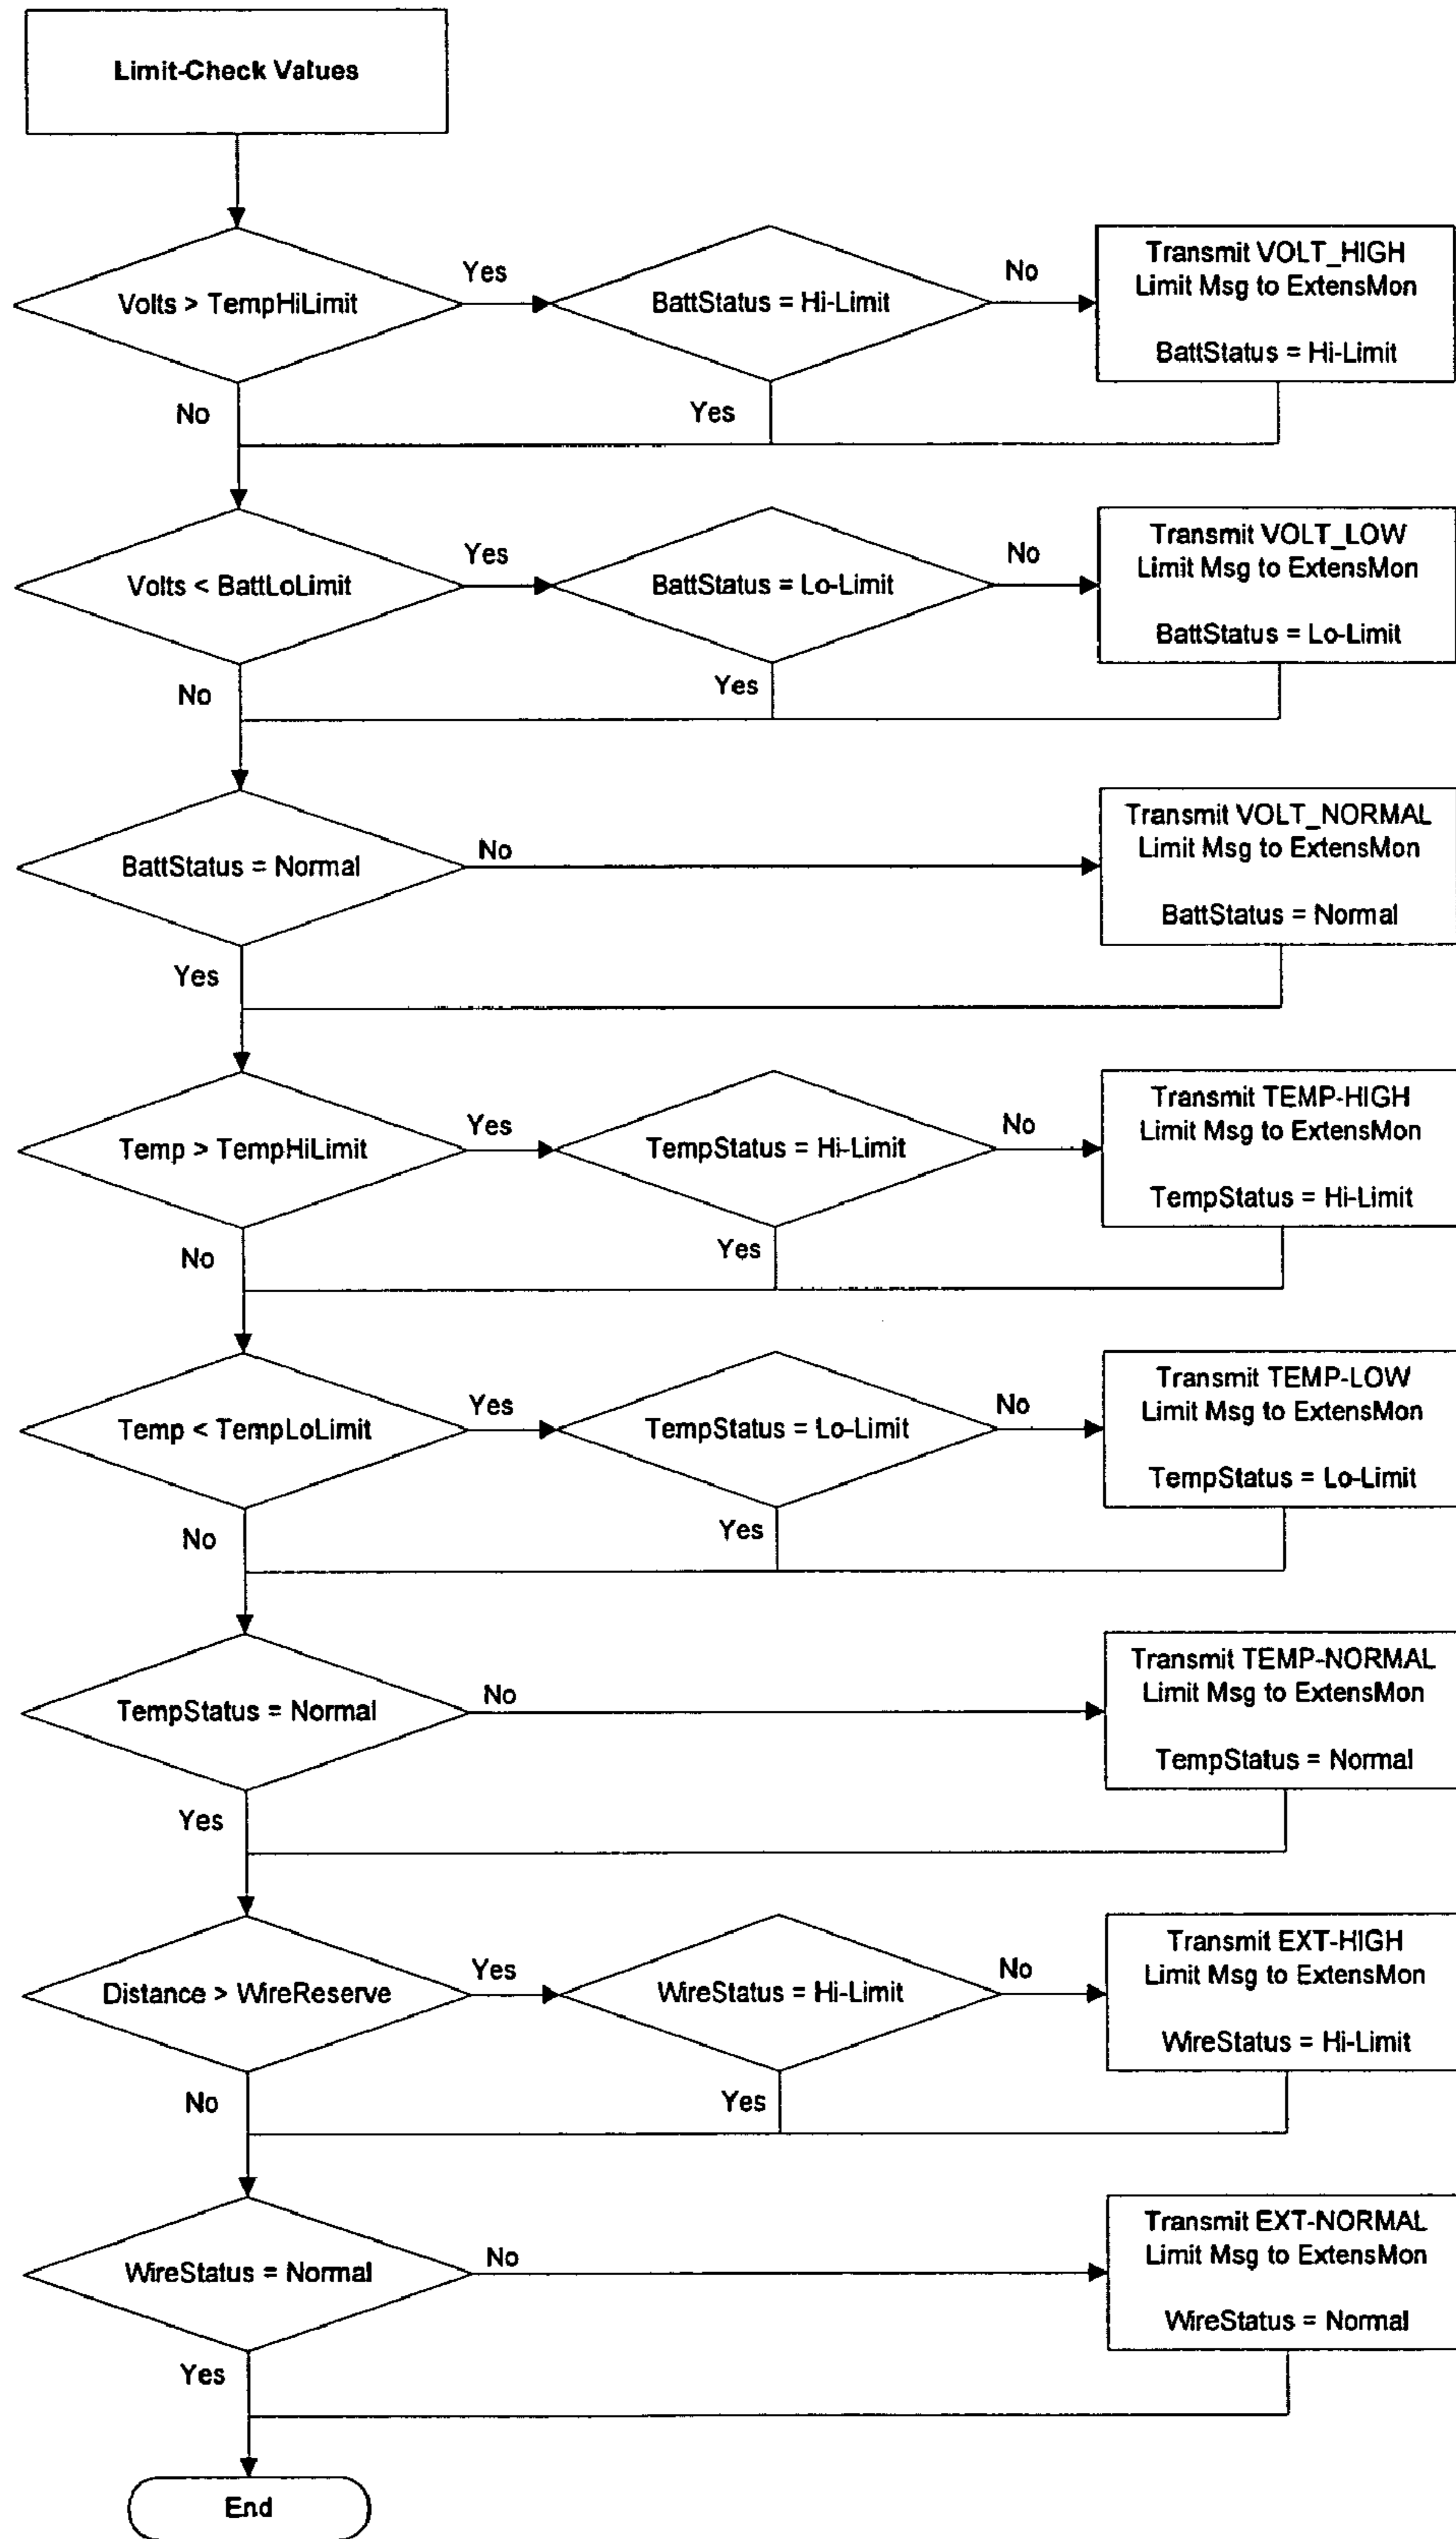 Limit-Check Values
Volts > TempHiLimit
Yes
BattStatus = Hi-Limit
No
Transmit VOLT_HIGH
Limit Msg to ExtensMon
BattStatus = Hi-Limit
No
Yes
Volts < BattLoLimit
Yes
BattStatus = Lo-Limit
No
Transmit VOLT_LOW
Limit Msg to ExtensMon
BattStatus = Lo-Limit
No
Yes
BattStatus = Normal
No
Transmit VOLT_NORMAL
Limit Msg to ExtensMon
BattStatus = Normal
Yes
Temp > TempHiLimit
Yes
TempStatus = Hi-Limit
No
Transmit TEMP-HIGH
Limit Msg to ExtensMon
TempStatus = Hi-Limit
No
Yes
Temp < TempLoLimit
Yes
TempStatus = Lo-Limit
No
Transmit TEMP-LOW
Limit Msg to ExtensMon
TempStatus = Lo-Limit
No
Yes
TempStatus = Normal
No
Transmit TEMP-NORMAL
Limit Msg to ExtensMon
TempStatus = Normal
Yes
Distance > WireReserve
Yes
WireStatus = Hi-Limit
No
Transmit EXT-HIGH
Limit Msg to ExtensMon
WireStatus = Hi-Limit
No
Yes
WireStatus = Normal
No
Transmit EXT-NORMAL
Limit Msg to ExtensMon
WireStatus = Normal
Yes
End